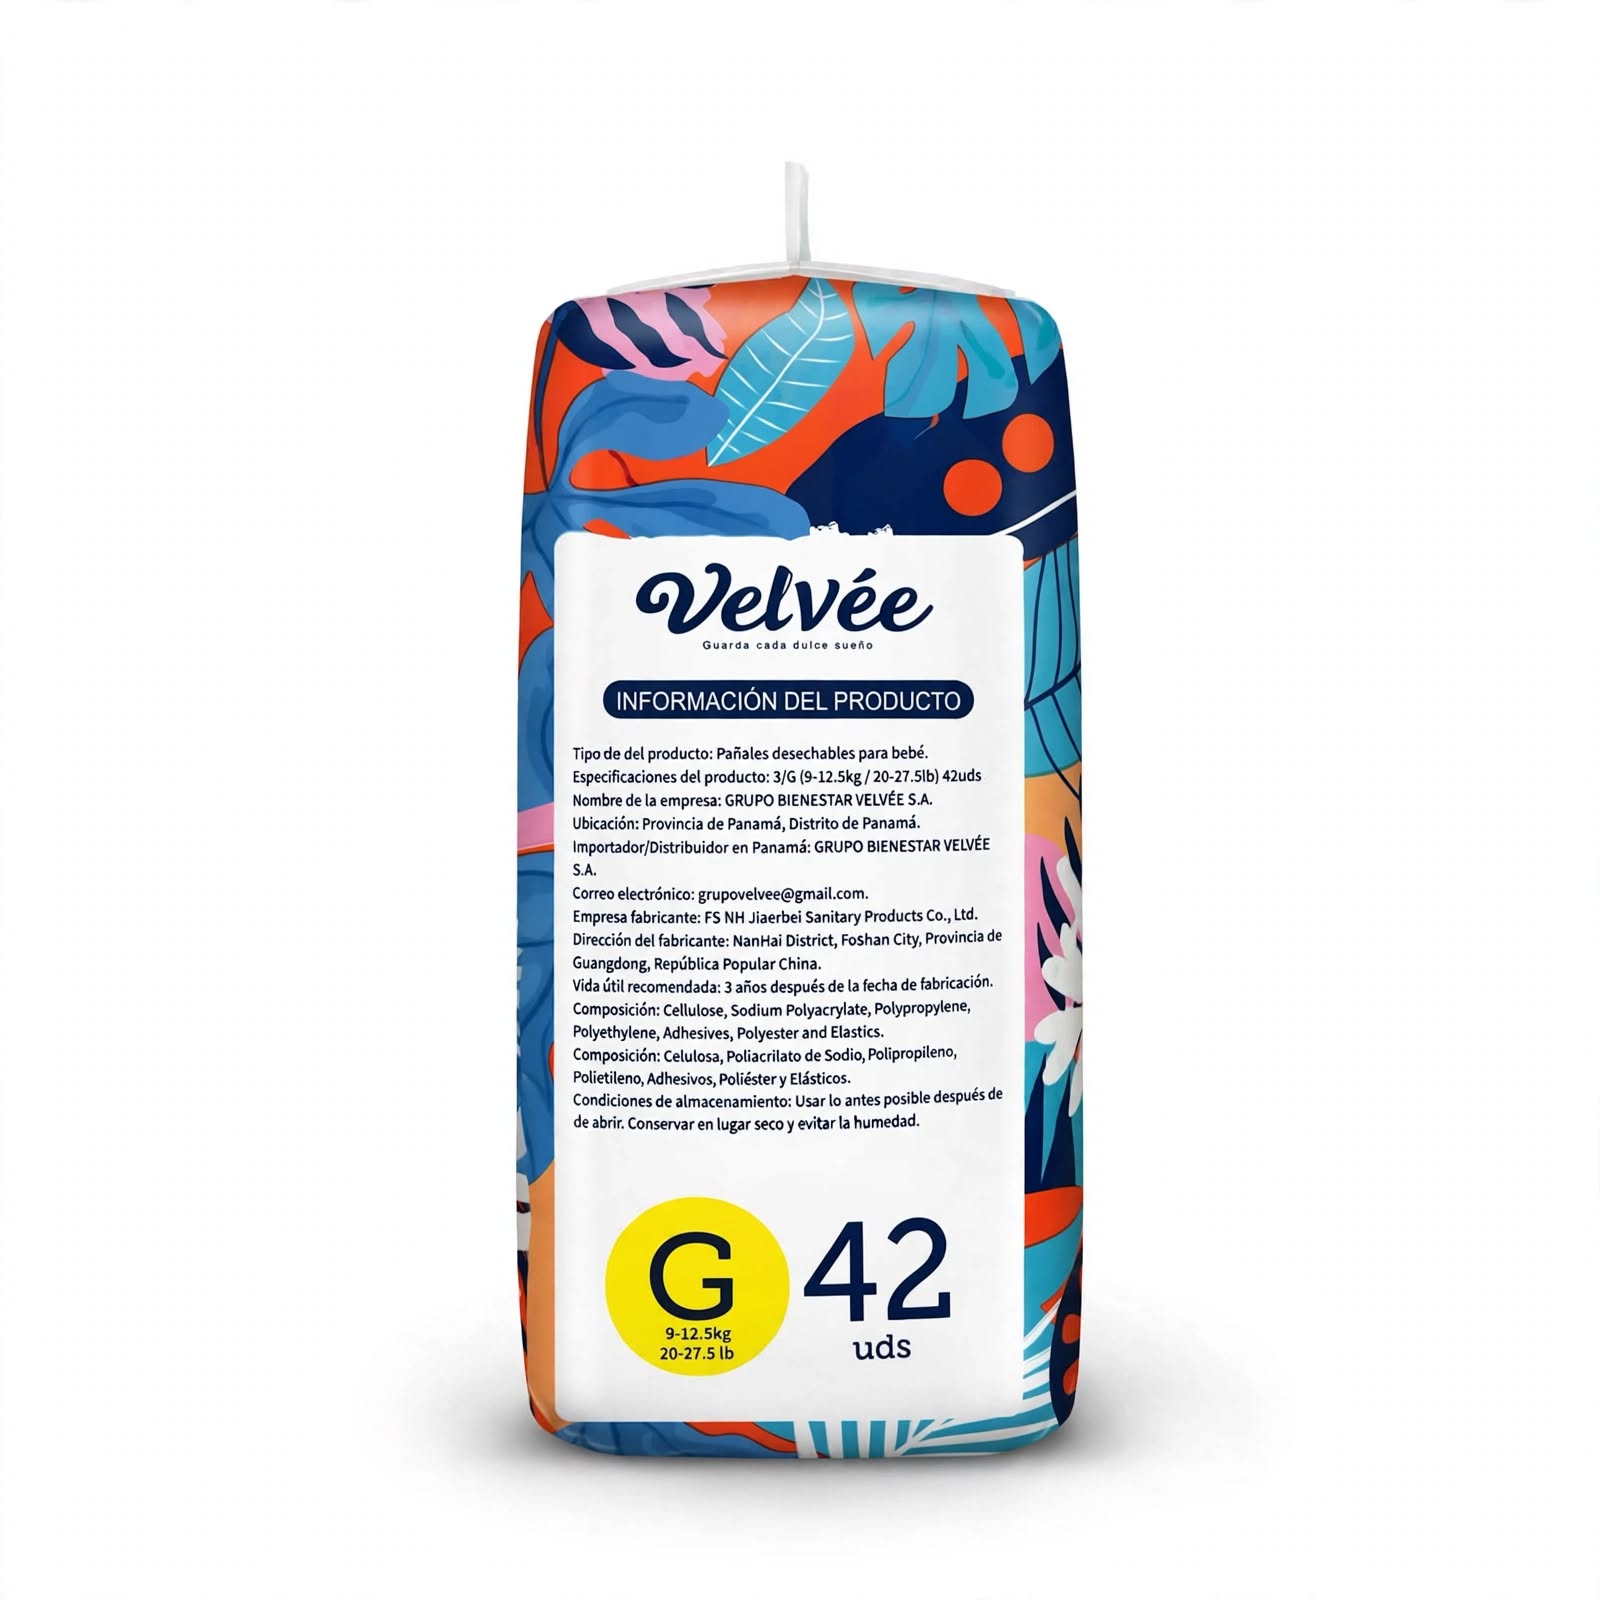 Velvée
Guarda cada dulce sueño
INFORMACIÓN DEL PRODUCTO
Tipo de del producto: Pañales desechables para bebé.
Especificaciones del producto: 3/G (9-12.5kg / 20-27.5lb) 42uds
Nombre de la empresa: GRUPO BIENESTAR VELVÉE S.A.
Ubicación: Provincia de Panamá, Distrito de Panamá.
Importador/Distribuidor en Panamá: GRUPO BIENESTAR VELVÉE
S.A.
Correo electrónico: grupovelvee@gmail.com.
Empresa fabricante: FS NH Jiaerbei Sanitary Products Co., Ltd.
Dirección del fabricante: NanHai District, Foshan City, Provincia de
Guangdong, República Popular China.
Vida útil recomendada: 3 años después de la fecha de fabricación.
Composición: Cellulose, Sodium Polyacrylate, Polypropylene,
Polyethylene, Adhesives, Polyester and Elastics.
Composición: Celulosa, Poliacrilato de Sodio, Polipropileno,
Polietileno, Adhesivos, Poliéster y Elásticos.
Condiciones de almacenamiento: Usar lo antes posible después de
de abrir. Conservar en lugar seco y evitar la humedad.
G
9-12.5kg
20-27.5 lb
42
uds